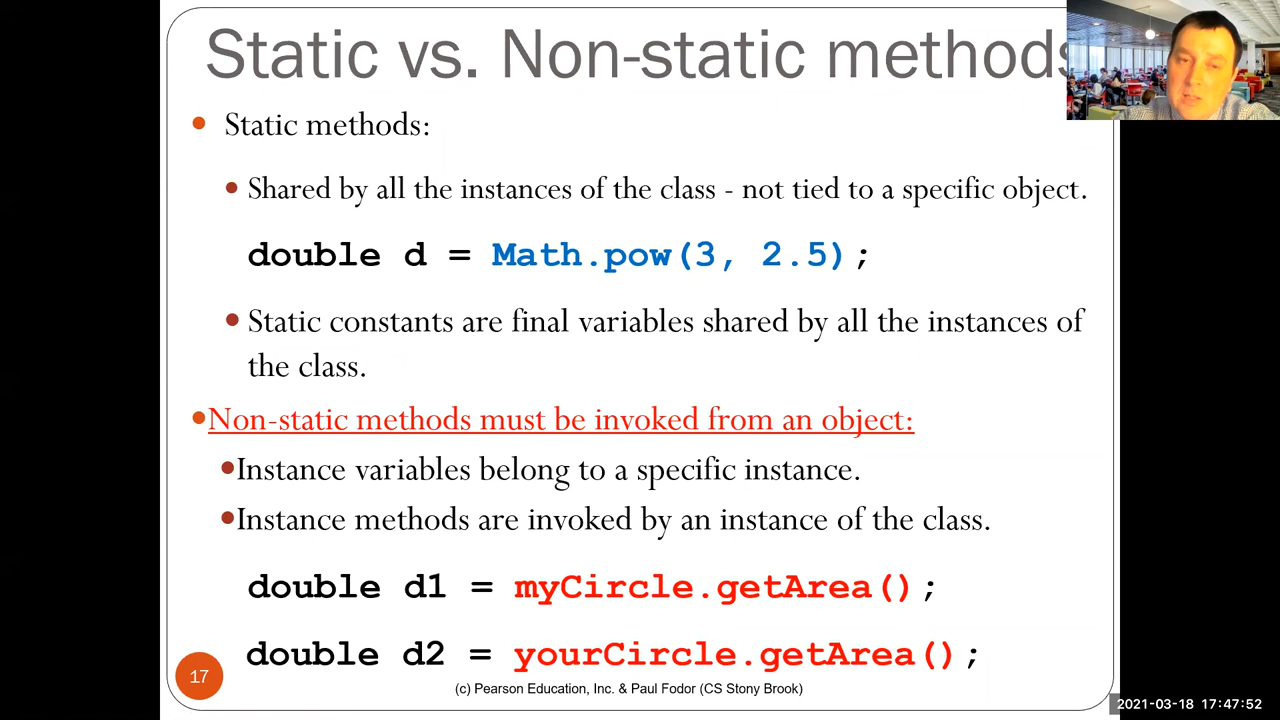 Static vs. Non-static methods
Static methods:
Shared by all the instances of the class - not tied to a specific object.
double d = Math.pow(3, 2.5);
Static constants are final variables shared by all the instances of
the class.
Non-static methods must be invoked from an object:
Instance variables belong to a specific instance.
Instance methods are invoked by an instance of the class.
double d1 = myCircle.getArea();
double d2 = yourCircle.getArea();
17
(c) Pearson Education, Inc. & Paul Fodor (CS Stony Brook)
2021-03-18 17:47:52